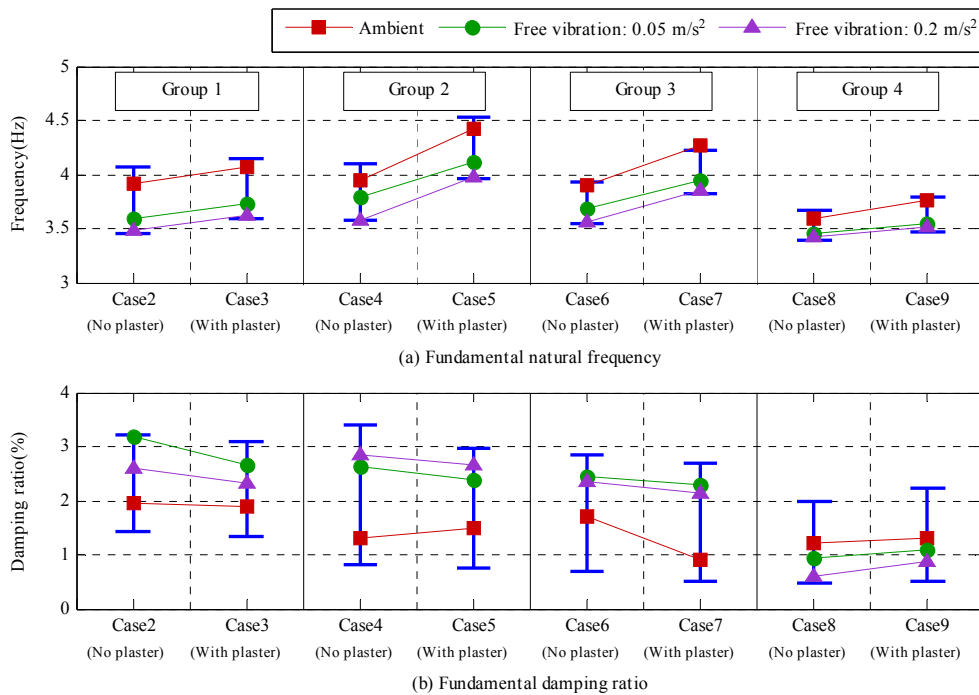 Ambient Free vibration: 0.05 m/s² Free vibration: 0.2 m/s²
Group 1 Group 2 Group 3 Group 4
Frequency(Hz)
5
4.5
4
3.5
3
Case2 Case3 Case4 Case5 Case6 Case7 Case8 Case9
(No plaster) (With plaster) (No plaster) (With plaster) (No plaster) (With plaster) (No plaster) (With plaster)
(a) Fundamental natural frequency
Damping ratio(%)
4
3
2
1
0
Case2 Case3 Case4 Case5 Case6 Case7 Case8 Case9
(No plaster) (With plaster) (No plaster) (With plaster) (No plaster) (With plaster) (No plaster) (With plaster)
(b) Fundamental damping ratio